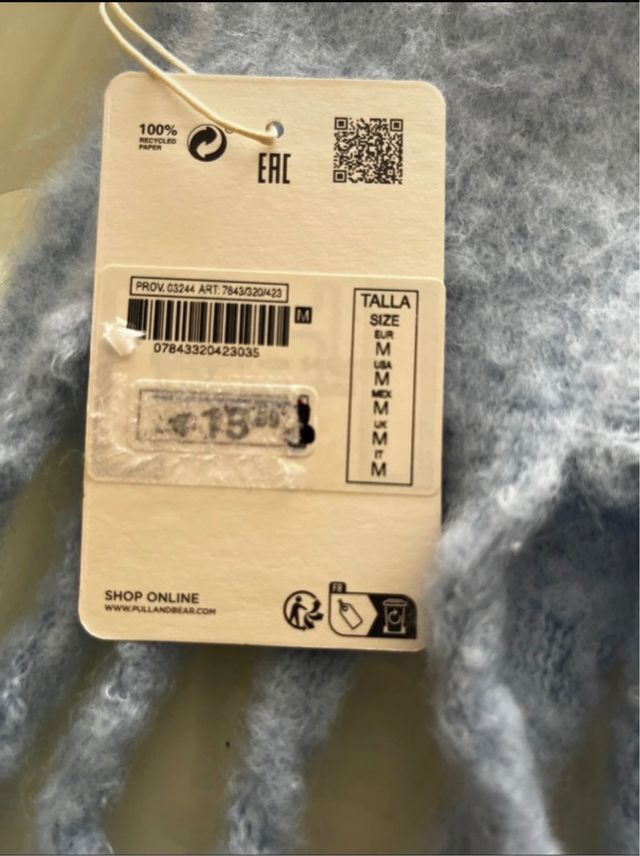 100%
RECYCLED
PAPER
EAC
PROV. 03244 ART: 7843/320/423
M
07843320423035
TALLA
SIZE
EUR
M
USA
M
MEX
M
UK
M
IT
M
SHOP ONLINE
WWW.PULLANDBEAR.COM
FR